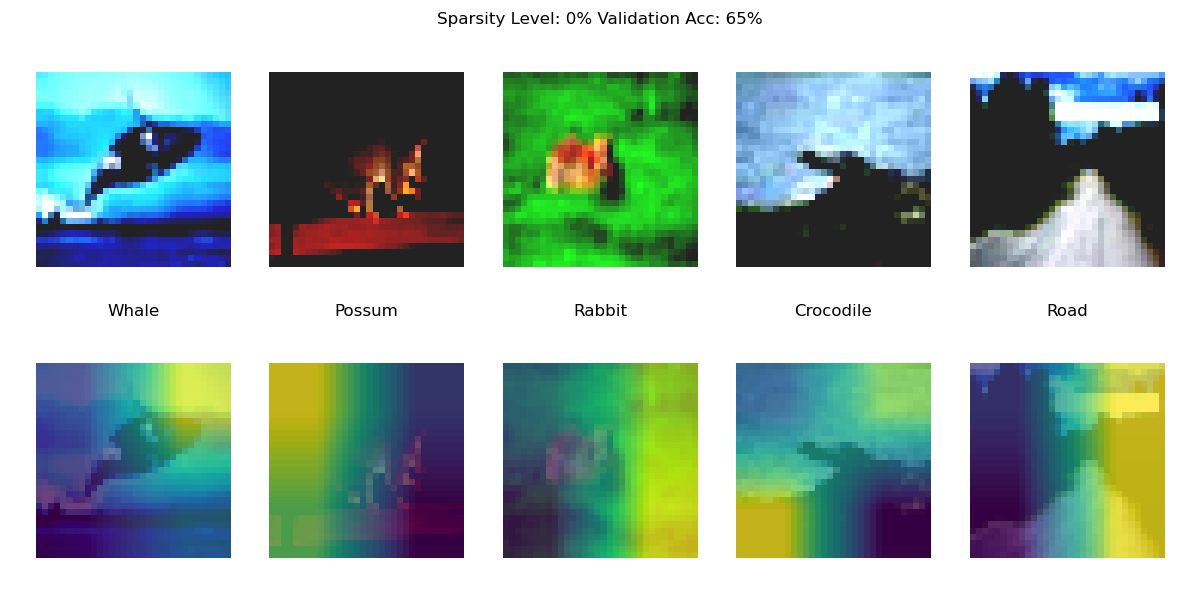 Sparsity Level: 0% Validation Acc: 65%
Whale
Possum
Rabbit
Crocodile
Road